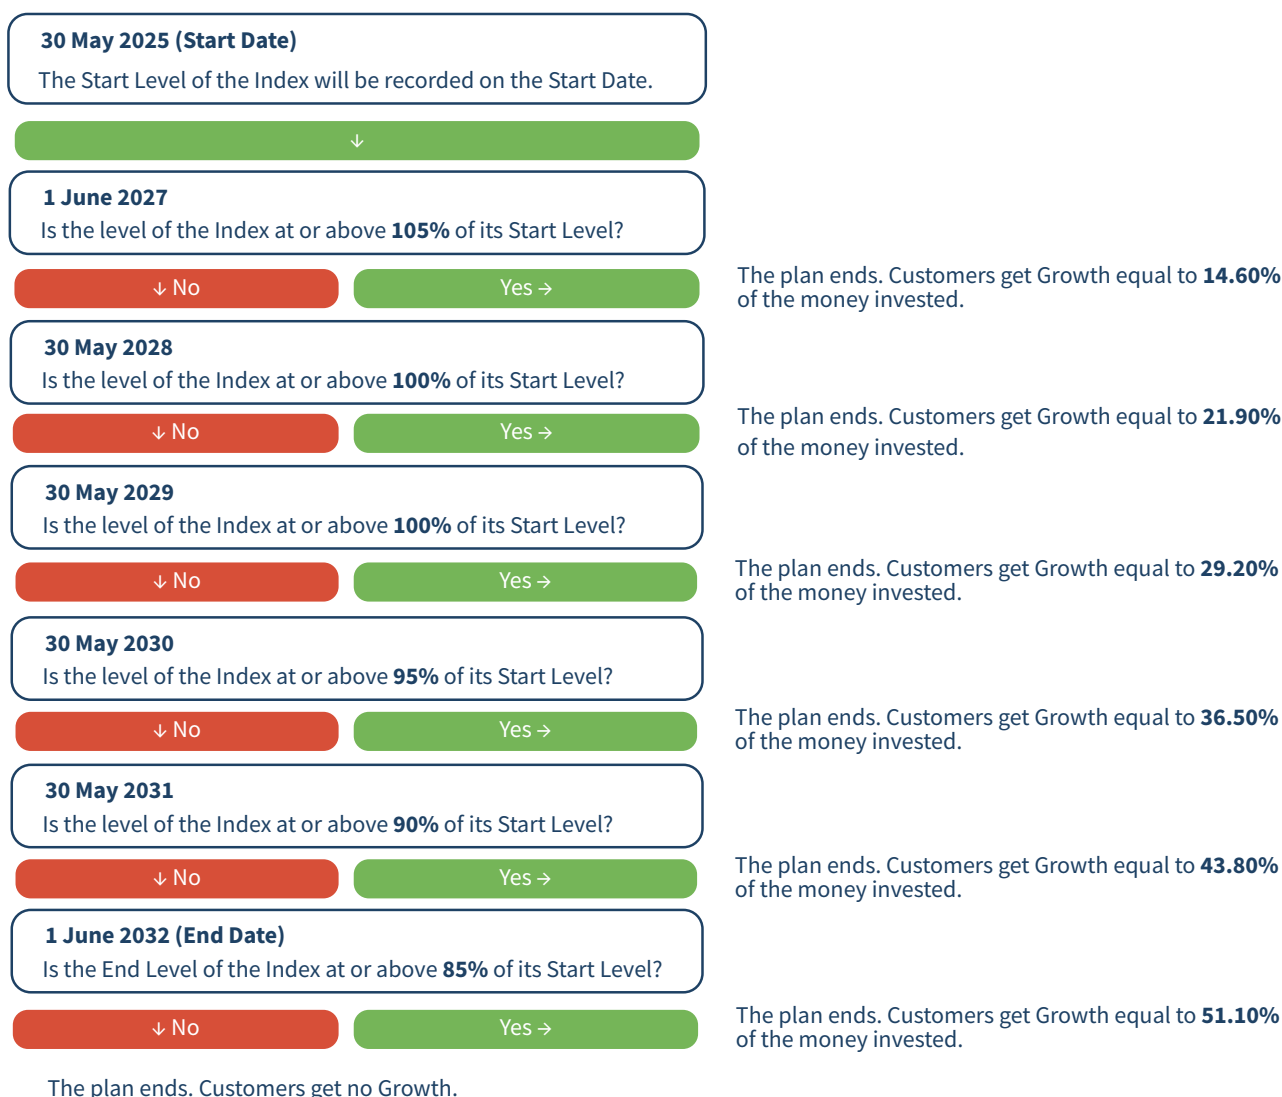 30 May 2025 (Start Date)
The Start Level of the Index will be recorded on the Start Date.
↓
1 June 2027
Is the level of the Index at or above 105% of its Start Level?
↓ No
Yes →
The plan ends. Customers get Growth equal to 14.60%
of the money invested.
30 May 2028
Is the level of the Index at or above 100% of its Start Level?
↓ No
Yes →
The plan ends. Customers get Growth equal to 21.90%
of the money invested.
30 May 2029
Is the level of the Index at or above 100% of its Start Level?
↓ No
Yes →
The plan ends. Customers get Growth equal to 29.20%
of the money invested.
30 May 2030
Is the level of the Index at or above 95% of its Start Level?
↓ No
Yes →
The plan ends. Customers get Growth equal to 36.50%
of the money invested.
30 May 2031
Is the level of the Index at or above 90% of its Start Level?
↓ No
Yes →
The plan ends. Customers get Growth equal to 43.80%
of the money invested.
1 June 2032 (End Date)
Is the End Level of the Index at or above 85% of its Start Level?
↓ No
Yes →
The plan ends. Customers get Growth equal to 51.10%
of the money invested.
The plan ends. Customers get no Growth.